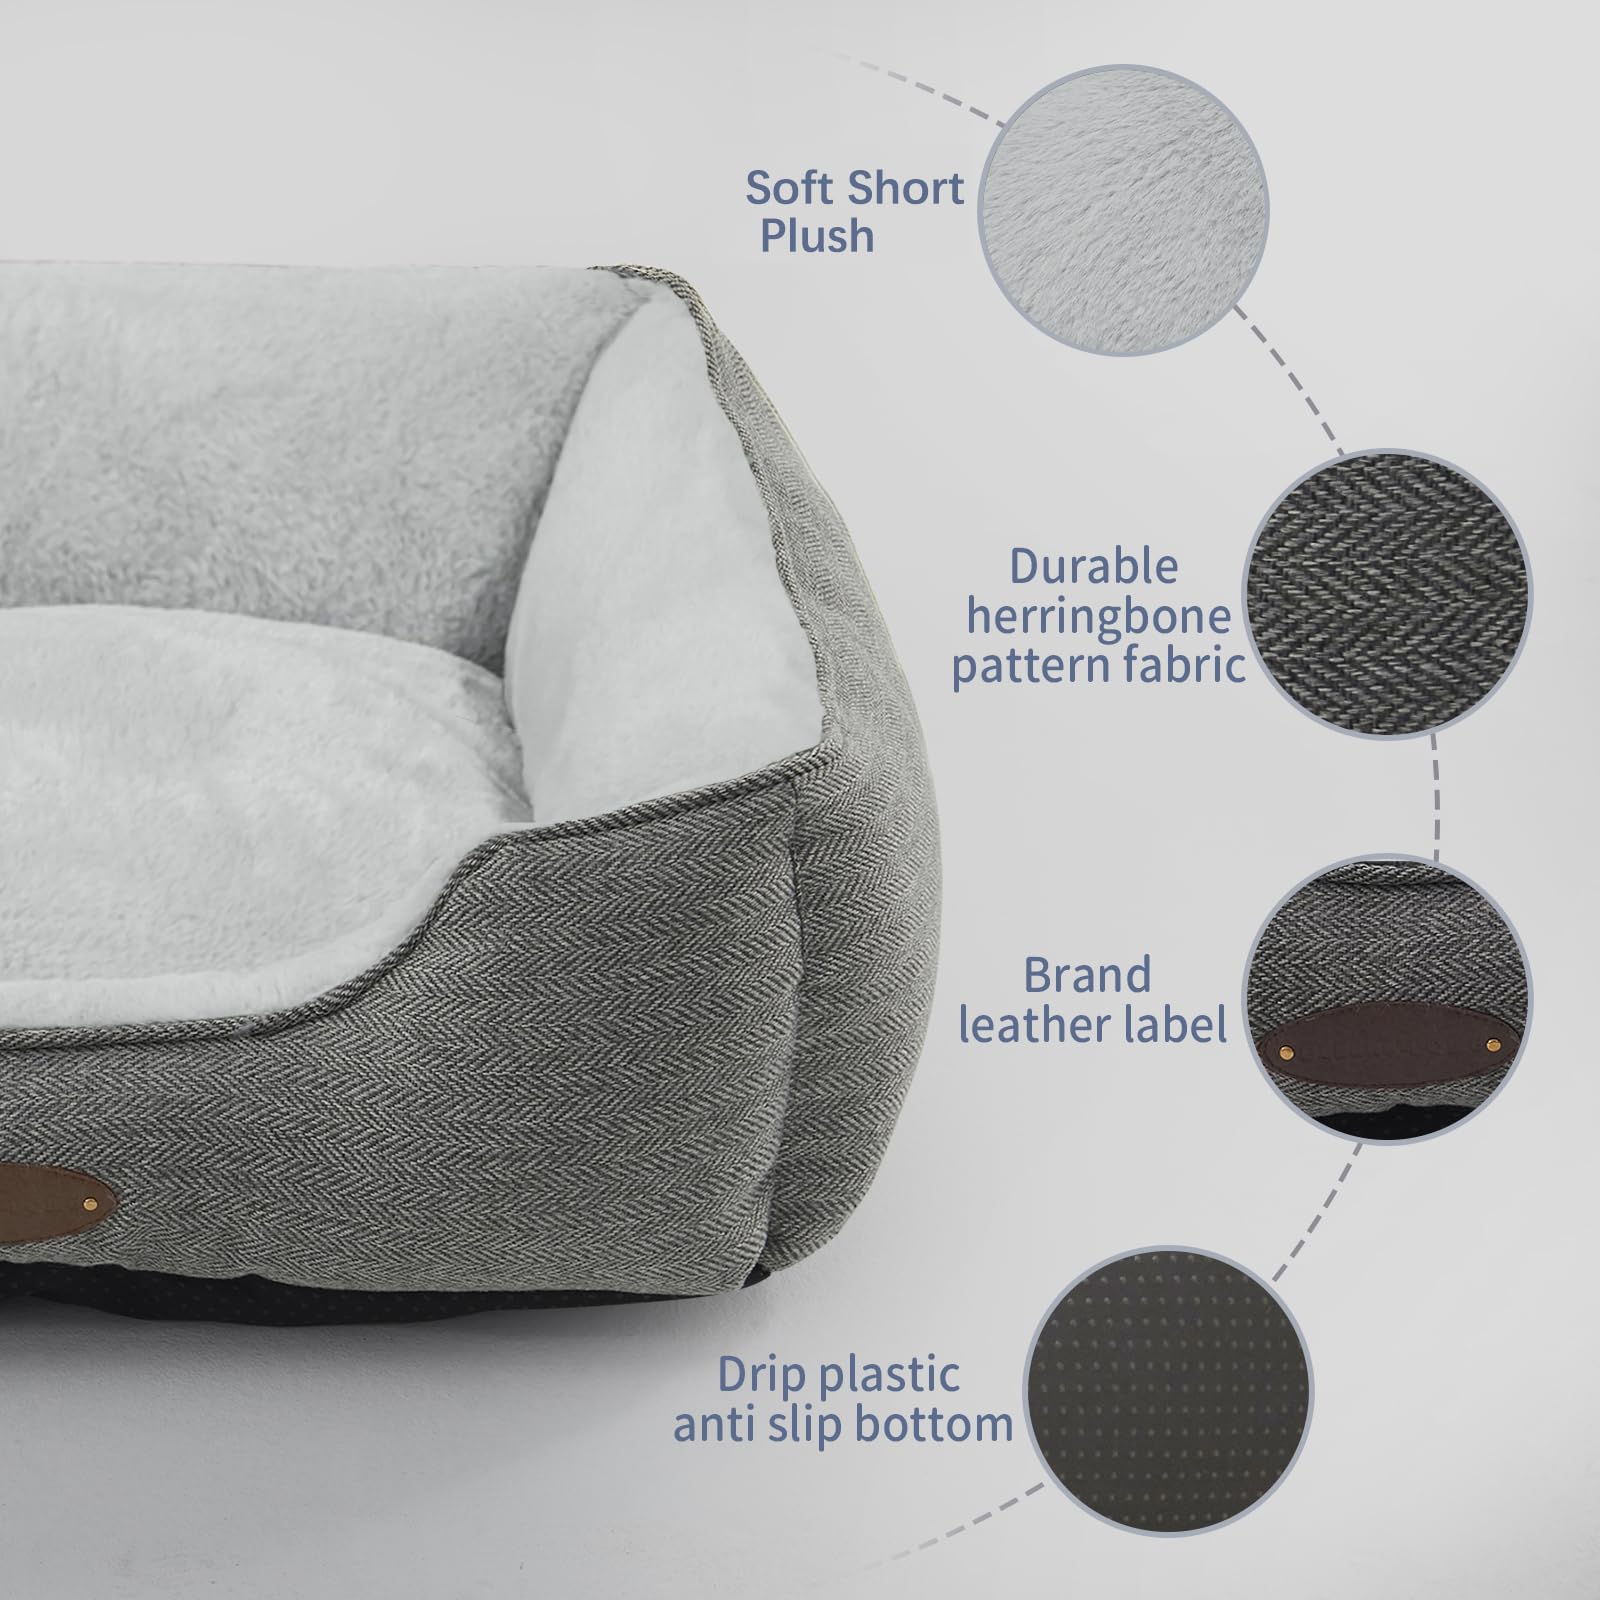 Soft Short
Plush
Durable
herringbone
pattern fabric
Brand
leather label
Drip plastic
anti slip bottom